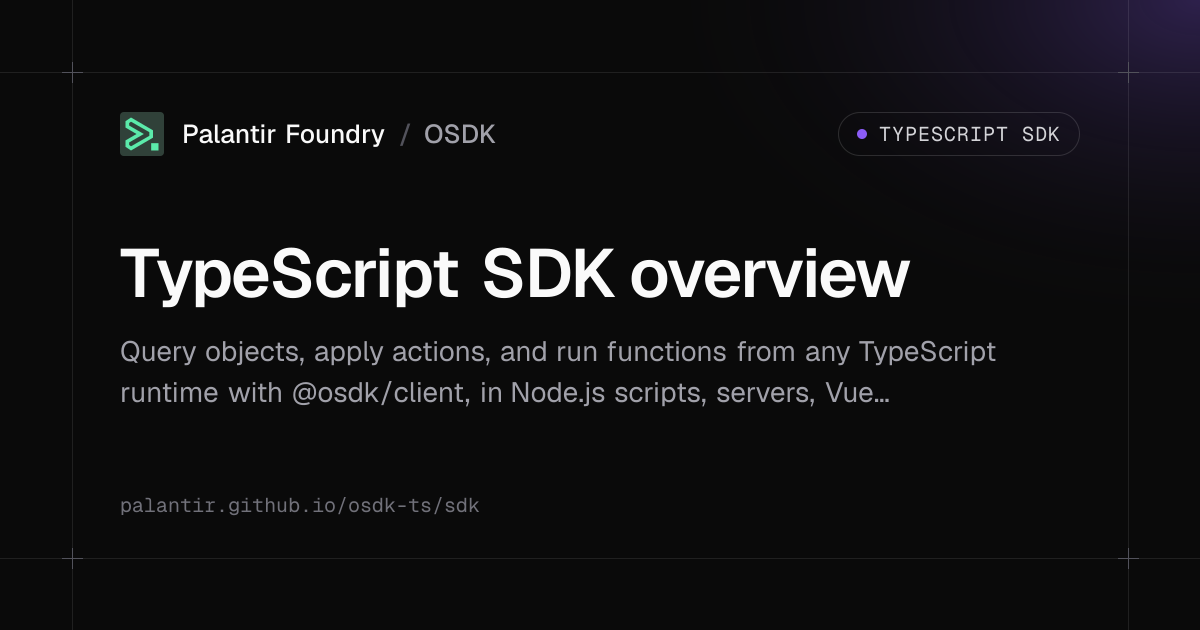 Palantir Foundry / OSDK
TYPESCRIPT SDK
TypeScript SDK overview
Query objects, apply actions, and run functions from any TypeScript
runtime with @osdk/client, in Node.js scripts, servers, Vue…
palantir.github.io/osdk-ts/sdk